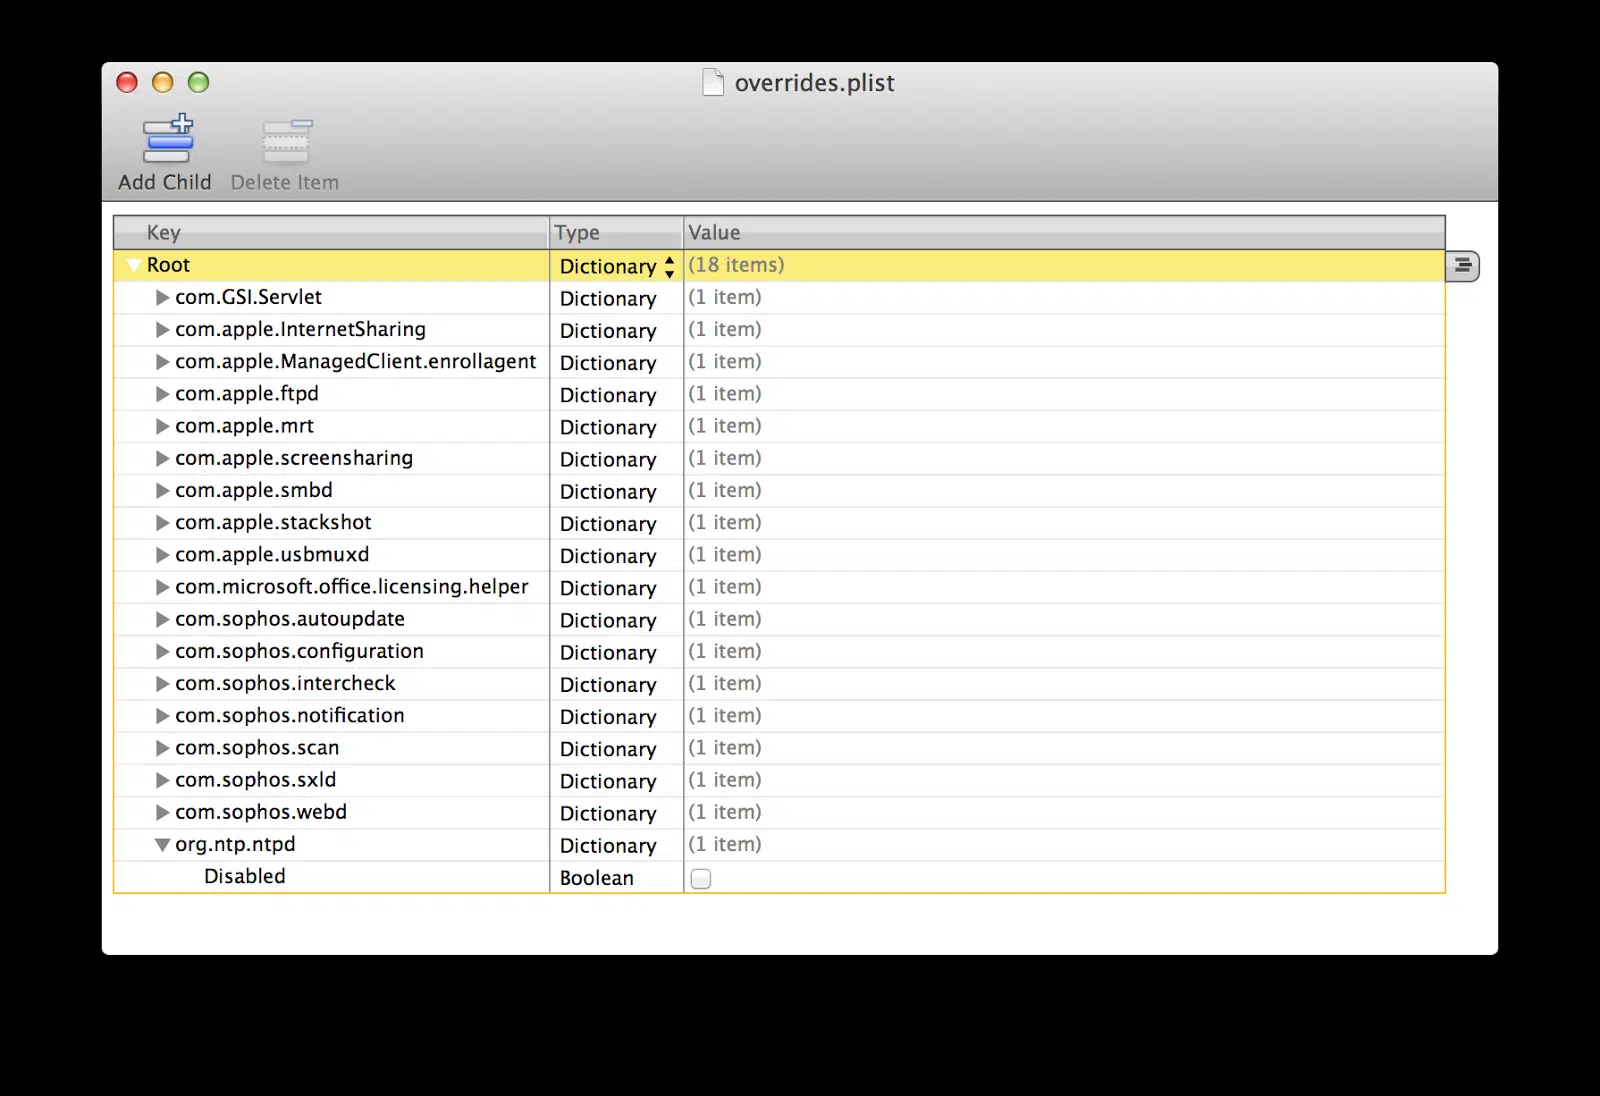 overrides.plist
Add Child Delete Item
Key Type Value
Root Dictionary (18 items)
com.GSI.Servlet Dictionary (1 item)
com.apple.InternetSharing Dictionary (1 item)
com.apple.ManagedClient.enrollagent Dictionary (1 item)
com.apple.ftpd Dictionary (1 item)
com.apple.mrt Dictionary (1 item)
com.apple.screensharing Dictionary (1 item)
com.apple.smbd Dictionary (1 item)
com.apple.stackshot Dictionary (1 item)
com.apple.usbmuxd Dictionary (1 item)
com.microsoft.office.licensing.helper Dictionary (1 item)
com.sophos.autoupdate Dictionary (1 item)
com.sophos.configuration Dictionary (1 item)
com.sophos.intercheck Dictionary (1 item)
com.sophos.notification Dictionary (1 item)
com.sophos.scan Dictionary (1 item)
com.sophos.sxld Dictionary (1 item)
com.sophos.webd Dictionary (1 item)
org.ntp.ntpd Dictionary (1 item)
Disabled Boolean